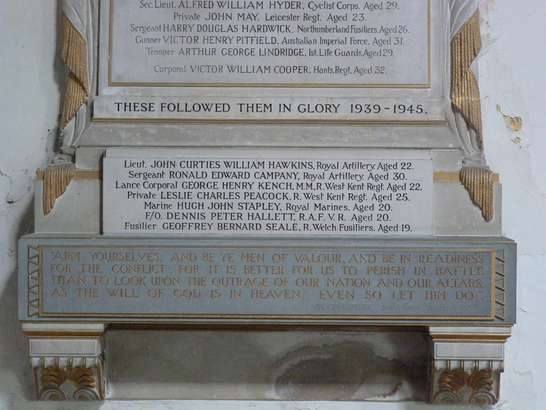 Sec. Lieut. ALFRED WILLIAM HYDER, Cyclist Corps. Aged 29.
Private JOHN MAY, Leicester Regt. Aged 23.
Sergeant HARRY DOUGLAS HARDWICK, Northumberland Fusiliers. Aged 26
Gunner VICTOR HENRY PITFIELD, Australian Imperial Force. Aged 31.
Trooper ARTHUR GEORGE LINDRIDGE, 1st. Life Guards. Aged 29.
Corporal VICTOR WILLIAM COOPER, Hants. Regt. Aged 32.
THESE FOLLOWED THEM IN GLORY 1939-1945.
Lieut. JOHN CURTIES WILLIAM HAWKINS, Royal Artillery. Aged 22.
Sergeant RONALD EDWARD CAMPANY, Royal Artillery. Aged 30.
Lance Corporal GEORGE HENRY KENCH, M.M. R. West Kent Regt. Aged 22.
Private LESLIE CHARLES PEACOCK, R. West Kent Regt. Aged 25.
Marine HUGH JOHN STAPLEY, Royal Marines. Aged 20.
F/O. DENNIS PETER HALLETT, R.A.F.V.R. Aged 20.
Fusilier GEOFFREY BERNARD SEALE, R. Welch Fusiliers. Aged 19.
"ARM YOURSELVES, AND BE YE MEN OF VALOUR, AND BE IN READINESS
FOR THE CONFLICT; FOR IT IS BETTER FOR US TO PERISH IN BATTLE
THAN TO LOOK UPON THE OUTRAGE OF OUR NATION AND OUR ALTARS.
AS THE WILL OF GOD IS IN HEAVEN, EVEN SO LET HIM DO"